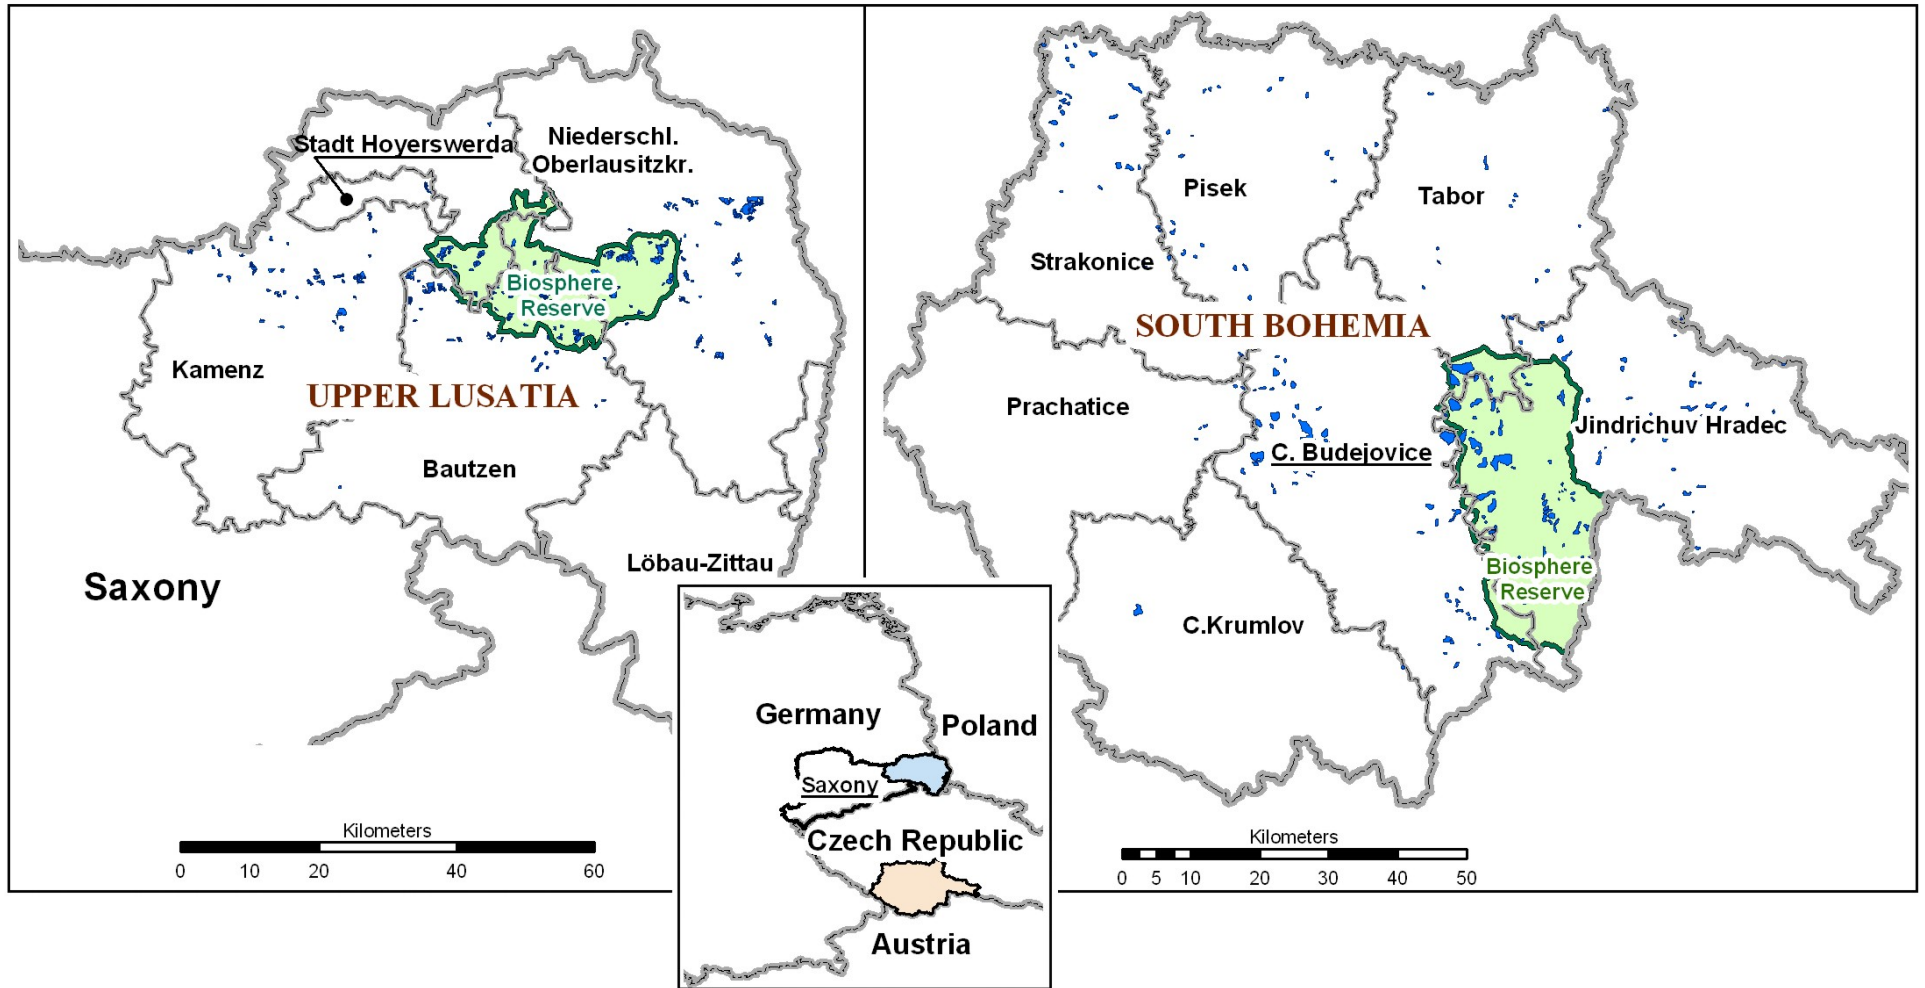 Stadt Hoyerswerda
Niederschl.
Oberlausitzkr.
Biosphere
Reserve
Kamenz
UPPER LUSATIA
Bautzen
Löbau-Zittau
Saxony
Kilometers
0 10 20 40 60
Pisek
Tabor
Strakonice
SOUTH BOHEMIA
Prachatice
Jindrichuv Hradec
C. Budejovice
Biosphere
Reserve
C.Krumlov
Kilometers
0 5 10 20 30 40 50
Germany
Poland
Saxony
Czech Republic
Austria